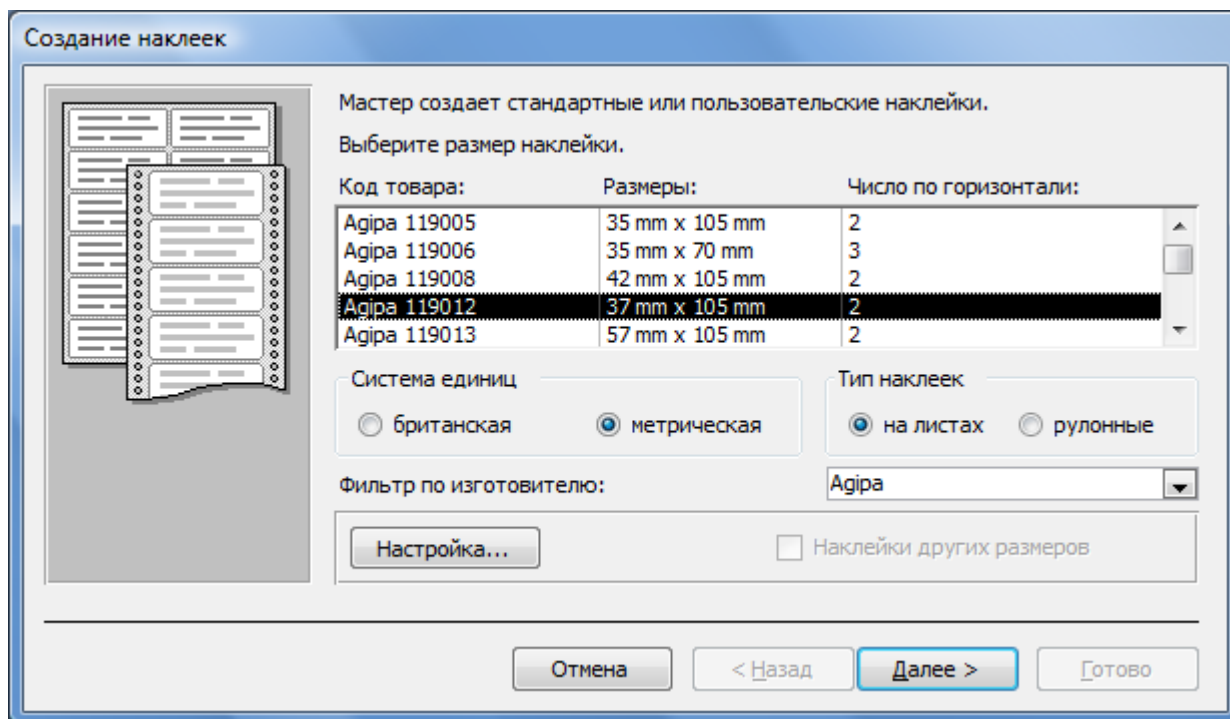 Создание наклеек
Мастер создает стандартные или пользовательские наклейки.
Выберите размер наклейки.
Код товара: Размеры: Число по горизонтали:
Agipa 119005 35 mm x 105 mm 2
Agipa 119006 35 mm x 70 mm 3
Agipa 119008 42 mm x 105 mm 2
Agipa 119012 37 mm x 105 mm 2
Agipa 119013 57 mm x 105 mm 2
Система единиц Тип наклеек
британская метрическая на листах рулонные
Фильтр по изготовителю: Agipa
Настройка... Наклейки других размеров
Отмена < Назад Далее > Готово